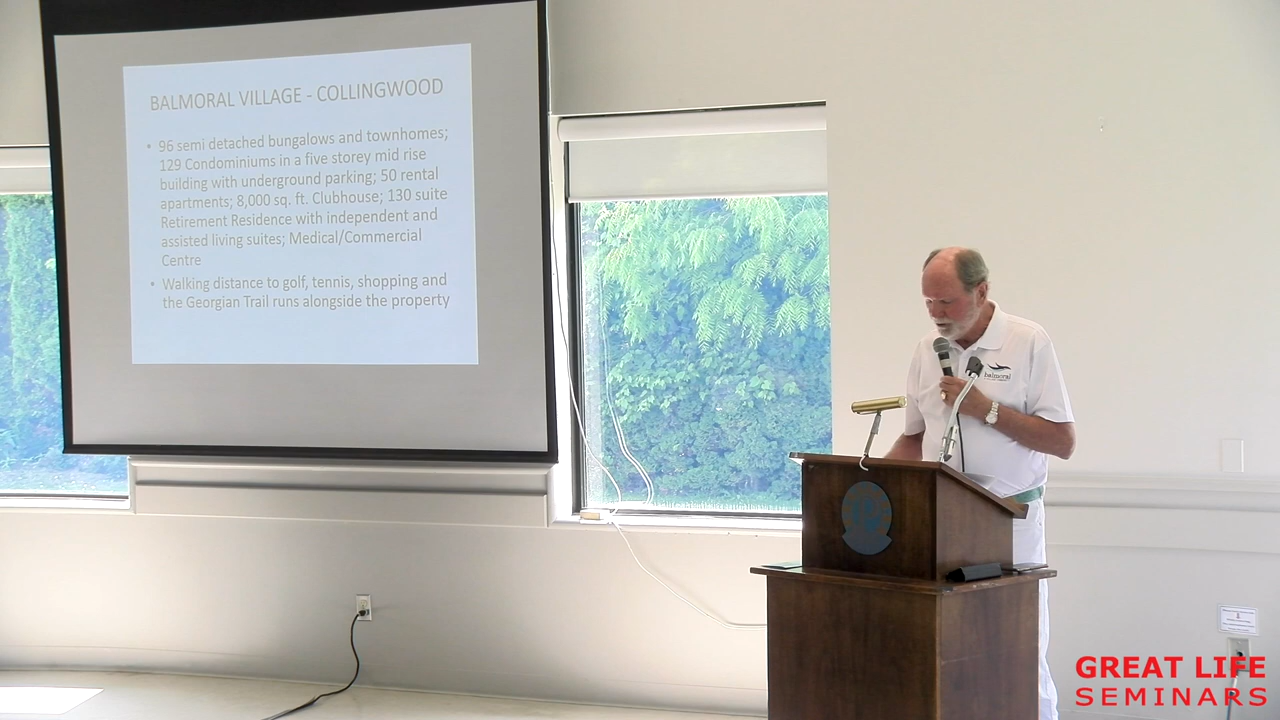 BALMORAL VILLAGE - COLLINGWOOD
• 96 semi detached bungalows and townhomes;
129 Condominiums in a five storey mid rise
building with underground parking; 50 rental
apartments; 8,000 sq. ft. Clubhouse; 130 suite
Retirement Residence with independent and
assisted living suites; Medical/Commercial
Centre
• Walking distance to golf, tennis, shopping and
the Georgian Trail runs alongside the property
balmoral
GREAT LIFE
SEMINARS